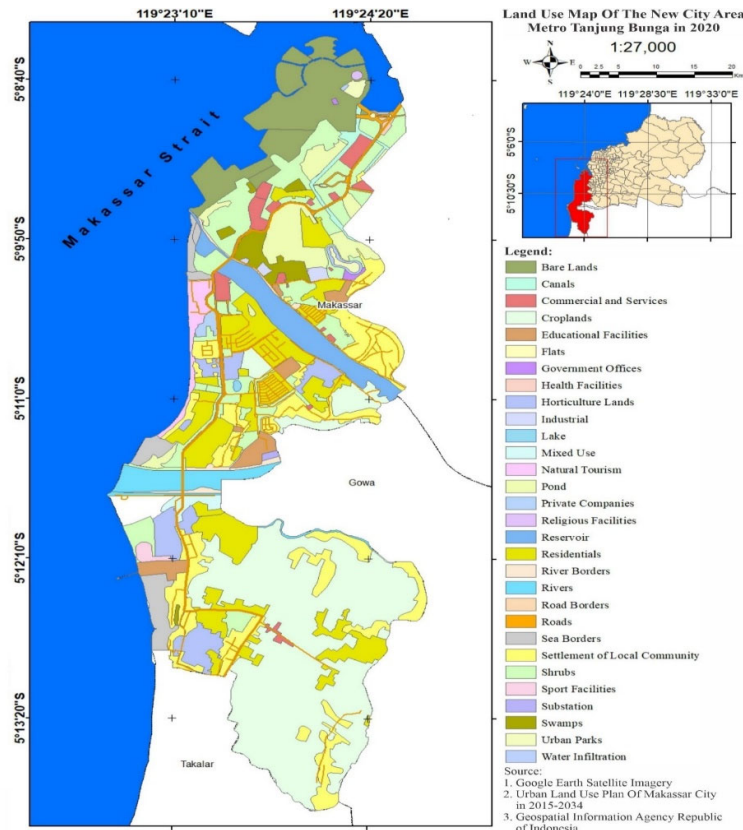 119°23'10"E 119°24'20"E
5°8'40"S
5°9'50"S
5°11'0"S
5°12'10"S
5°13'20"S
Makassar Strait
Makassar
Gowa
Takalar
Land Use Map Of The New City Area
Metro Tanjung Bunga in 2020
1:27,000
N
W E
S
0 2.5 5 10 15 20
Km
119°24'0"E 119°28'30"E 119°33'0"E
5°6'0"S
5°10'30"S
Legend:
Bare Lands
Canals
Commercial and Services
Croplands
Educational Facilities
Flats
Government Offices
Health Facilities
Horticulture Lands
Industrial
Lake
Mixed Use
Natural Tourism
Pond
Private Companies
Religious Facilities
Reservoir
Residentials
River Borders
Rivers
Road Borders
Roads
Sea Borders
Settlement of Local Community
Shrubs
Sport Facilities
Substation
Swamps
Urban Parks
Water Infiltration
Source:
1. Google Earth Satellite Imagery
2. Urban Land Use Plan Of Makassar City
in 2015-2034
3. Geospatial Information Agency Republic
of Indonesia